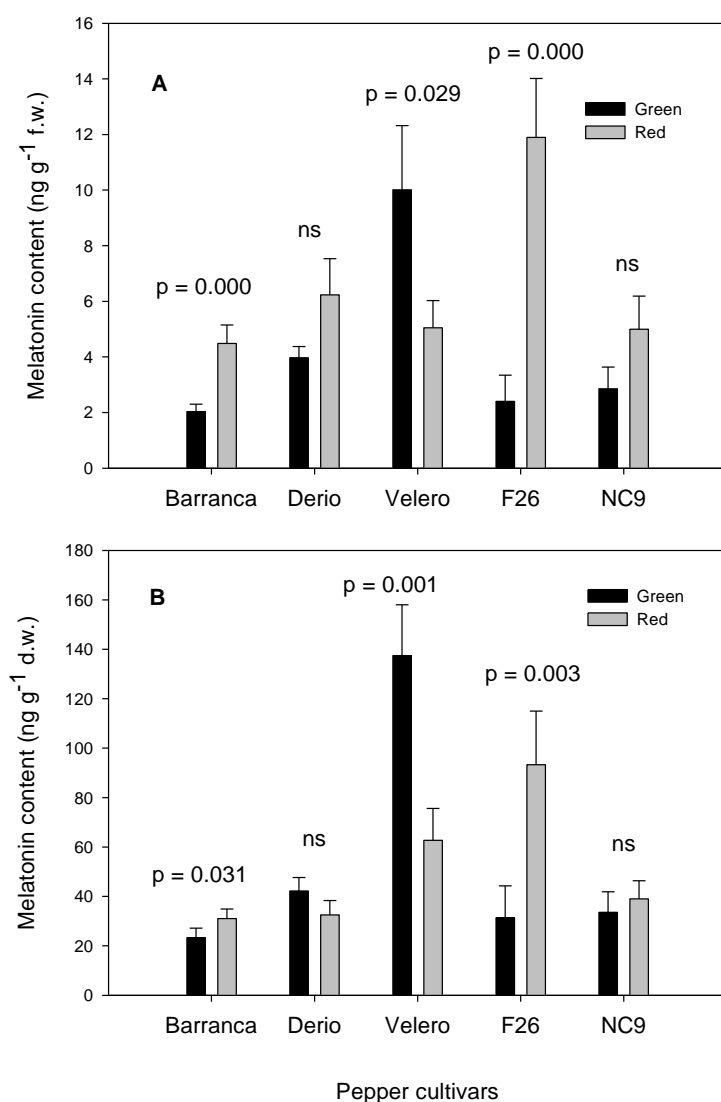 16
A
p = 0.000
14
p = 0.029
Green
Red
12
10
ns
ns
8
p = 0.000
6
4
2
0
Melatonin content (ng g-1 f.w.)
Barranca Derio Velero F26 NC9
180
B
p = 0.001
Green
Red
160
140
p = 0.003
120
100
80
ns
ns
60
p = 0.031
40
20
0
Melatonin content (ng g-1 d.w.)
Barranca Derio Velero F26 NC9
Pepper cultivars